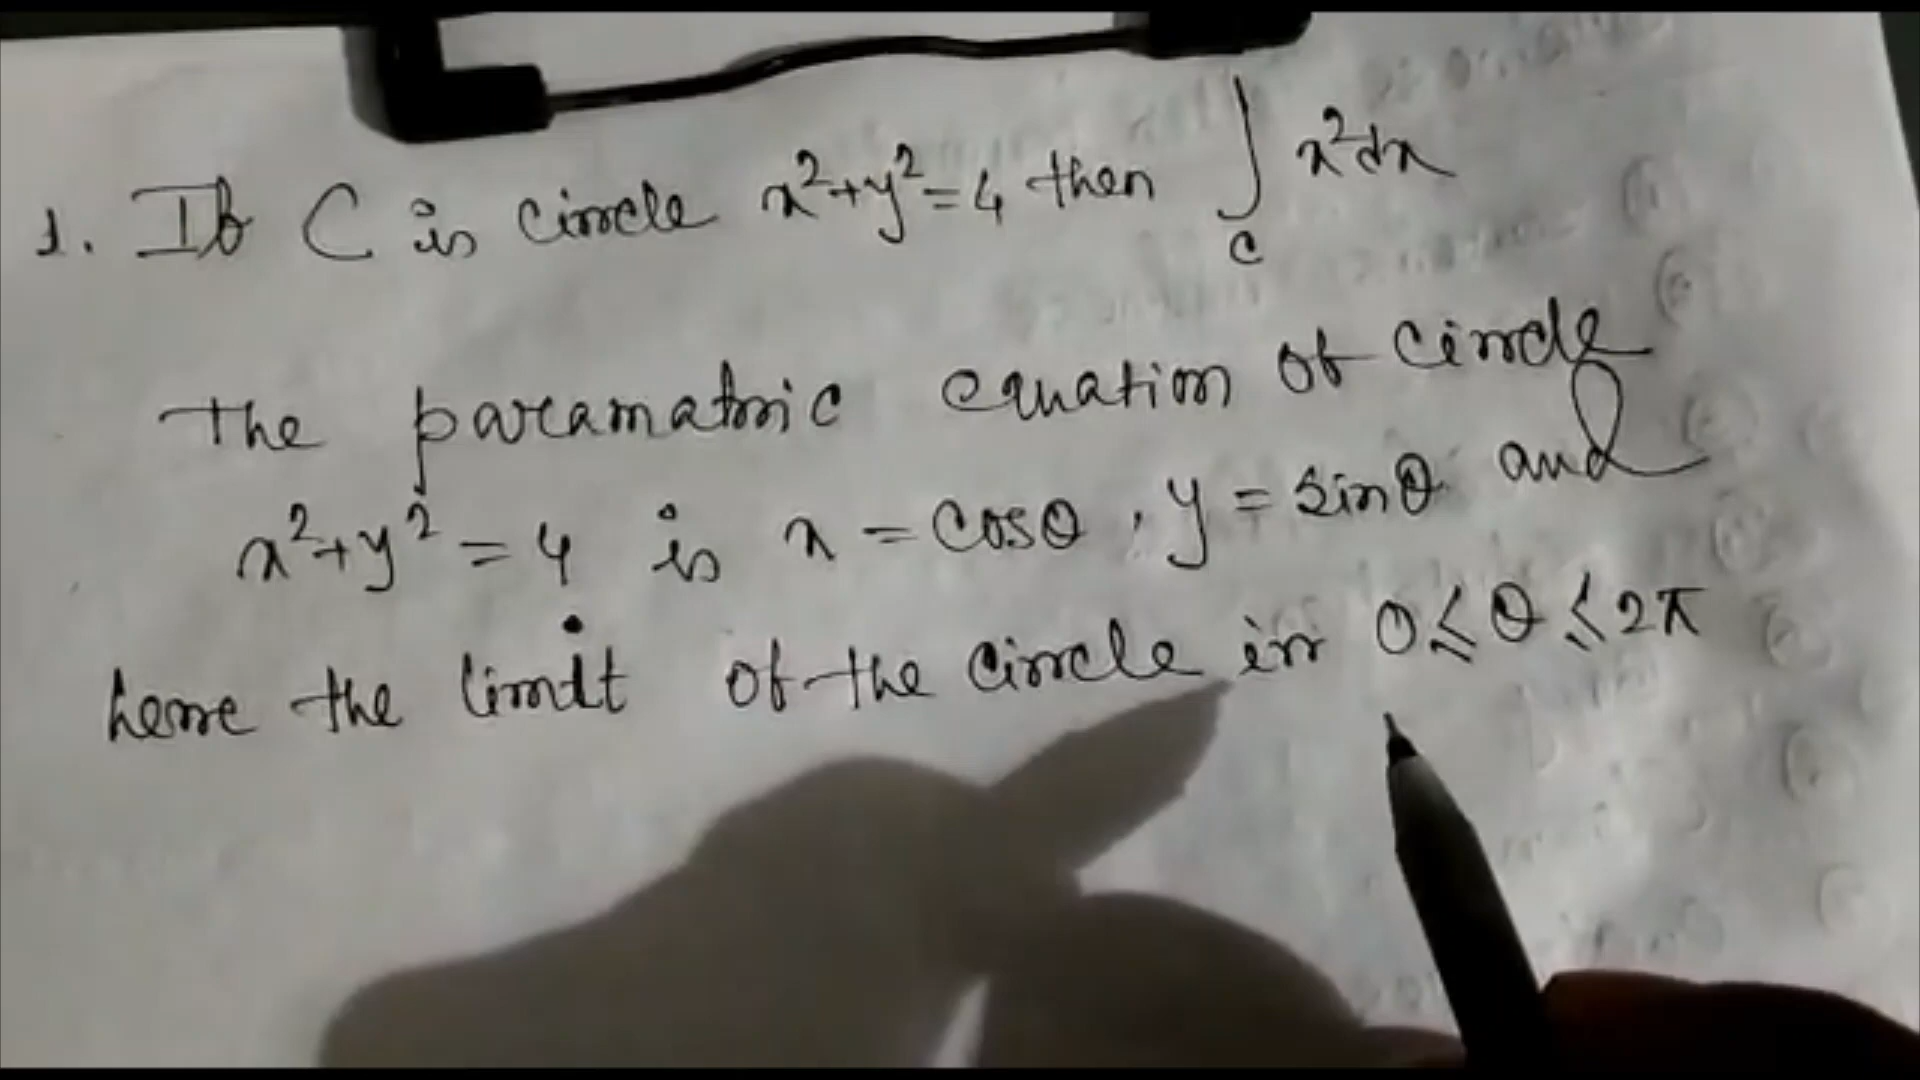 1. If C is circle x²+y²=4 then ∫_C x²dx
The paramatric equation of circle
x²+y²=4 is x=cosθ, y=sinθ and
here the limit of the circle in 0≤θ≤2π